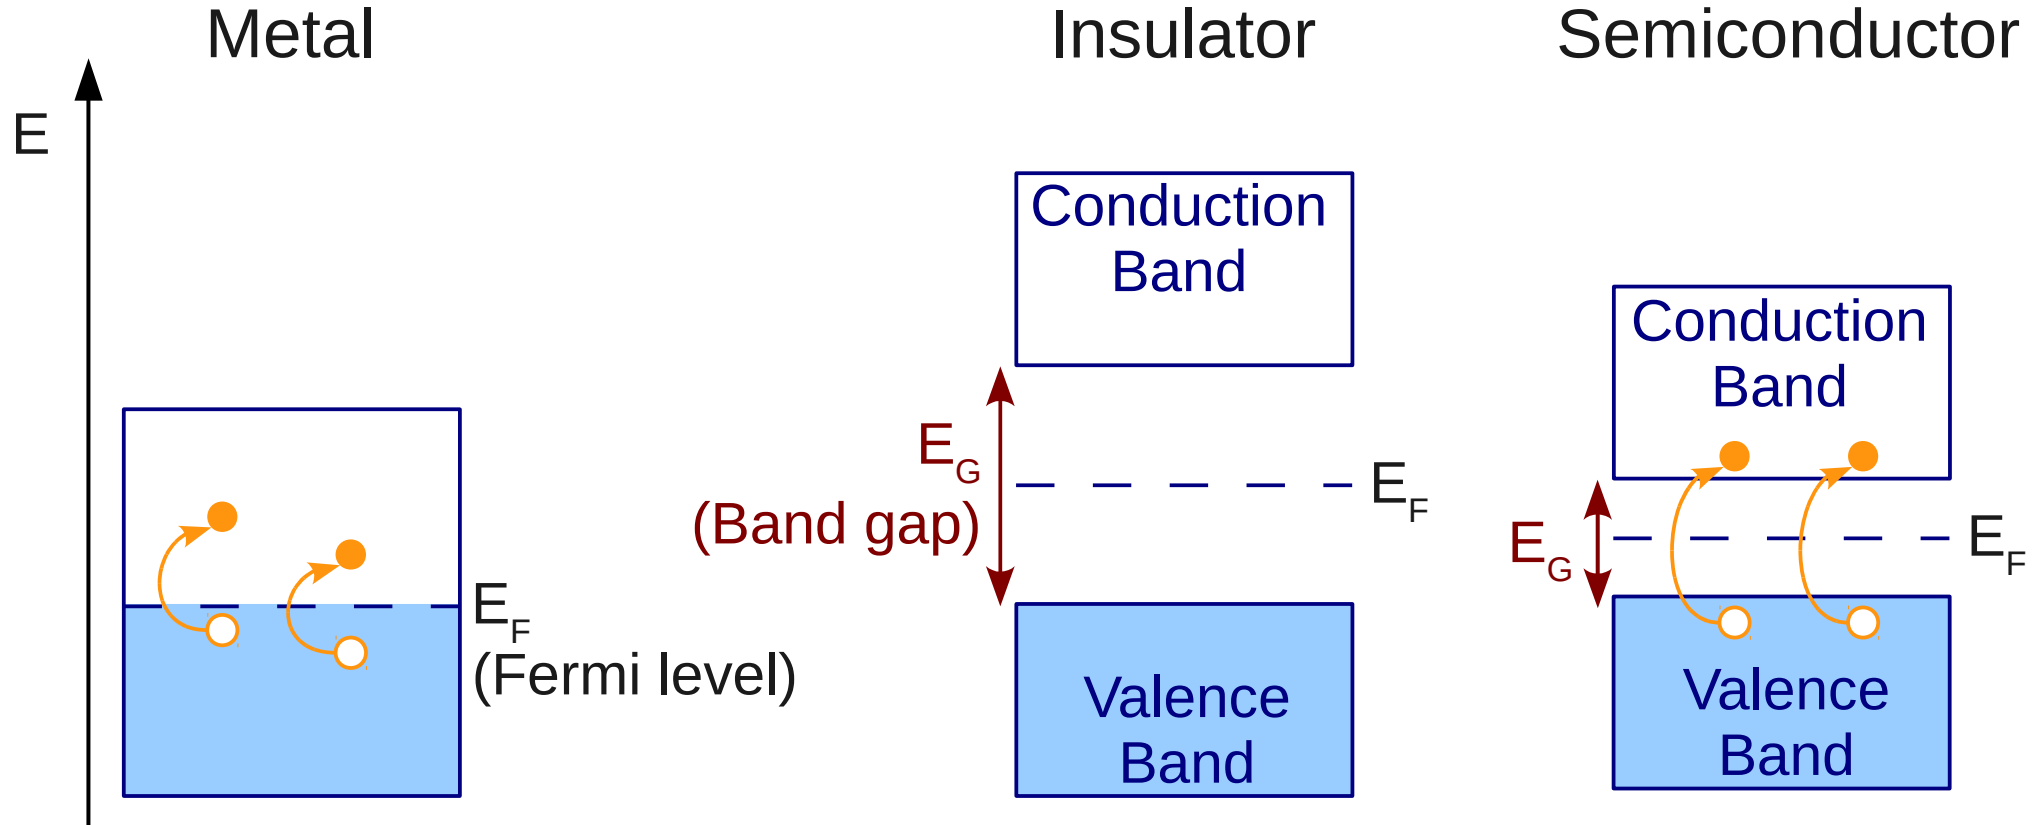 Metal
Insulator
Semiconductor
E
Conduction
Band
Conduction
Band
EG
(Band gap)
EF
EG
EF
EF
(Fermi level)
Valence
Band
Valence
Band